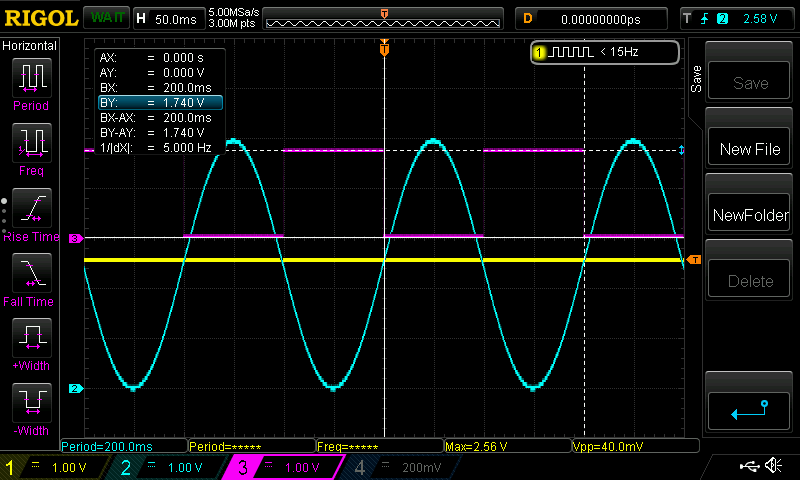 RIGOL WAIT H 50.0ms 5.00MSa/s D 0.00000000ps T 2 2.58 V
3.00M pts
T
Horizontal
Period
Freq
Rise Time
Fall Time
+Width
-Width
AX: = 0.000 s
AY: = 0.000 V
BX: = 200.0ms
BY: = 1.740 V
BX-AX: = 200.0ms
BY-AY: = 1.740 V
1/|dX|: = 5.000 Hz
T
1 < 15Hz
3
2
T
Save
Save
New File
NewFolder
Delete
Period=200.0ms Period=***** Freq=***** Max=2.56 V Vpp=40.0mV
1 = 1.00 V 2 = 1.00 V 3 = 1.00 V 4 = 200mV